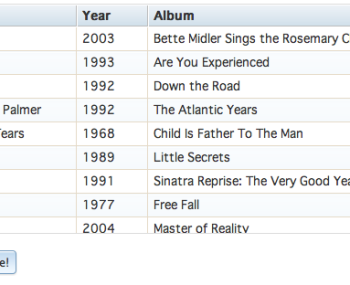 Year Album
2003 Bette Midler Sings the Rosemary C
1993 Are You Experienced
1992 Down the Road
Palmer 1992 The Atlantic Years
ears 1968 Child Is Father To The Man
1989 Little Secrets
1991 Sinatra Reprise: The Very Good Yea
1977 Free Fall
2004 Master of Reality
e!